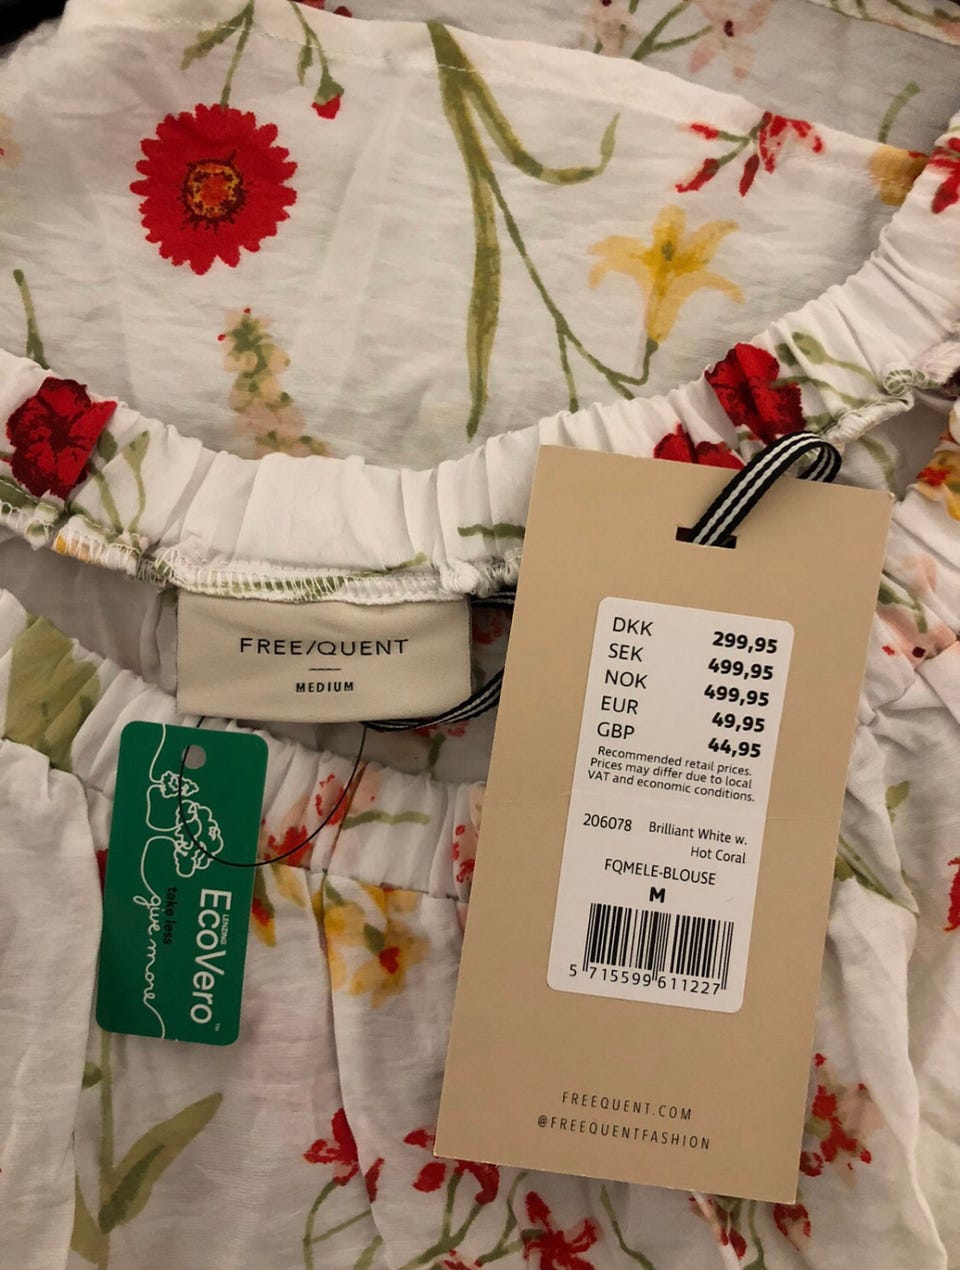 FREE/QUENT
MEDIUM
DKK 299,95
SEK 499,95
NOK 499,95
EUR 49,95
GBP 44,95
Recommended retail prices.
Prices may differ due to local
VAT and economic conditions.
206078 Brilliant White w.
Hot Coral
FQMELE-BLOUSE
M
5 715599 611227
FREEQUENT.COM
@FREEQUENTFASHION
LENZING
EcoVero™
take less
give more